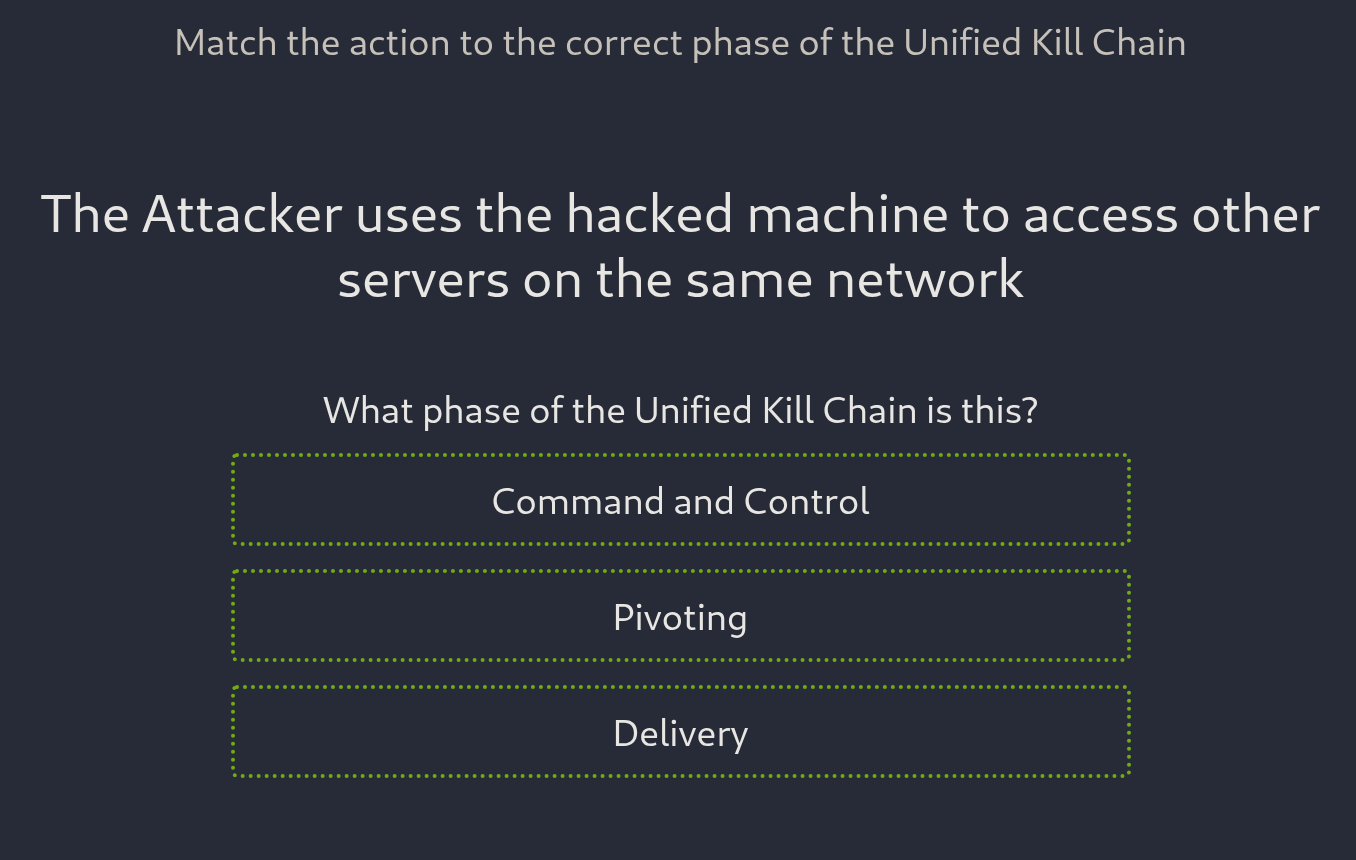 Match the action to the correct phase of the Unified Kill Chain
The Attacker uses the hacked machine to access other
servers on the same network
What phase of the Unified Kill Chain is this?
Command and Control
Pivoting
Delivery